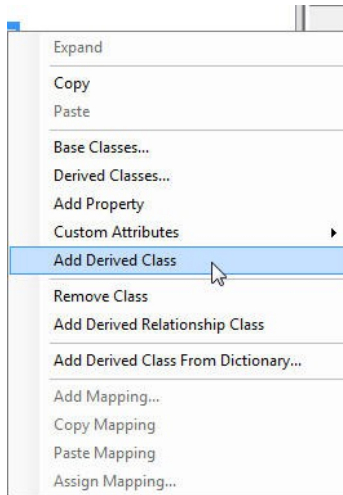 Expand
Copy
Paste
Base Classes...
Derived Classes...
Add Property
Custom Attributes
Add Derived Class
Remove Class
Add Derived Relationship Class
Add Derived Class From Dictionary...
Add Mapping...
Copy Mapping
Paste Mapping
Assign Mapping...